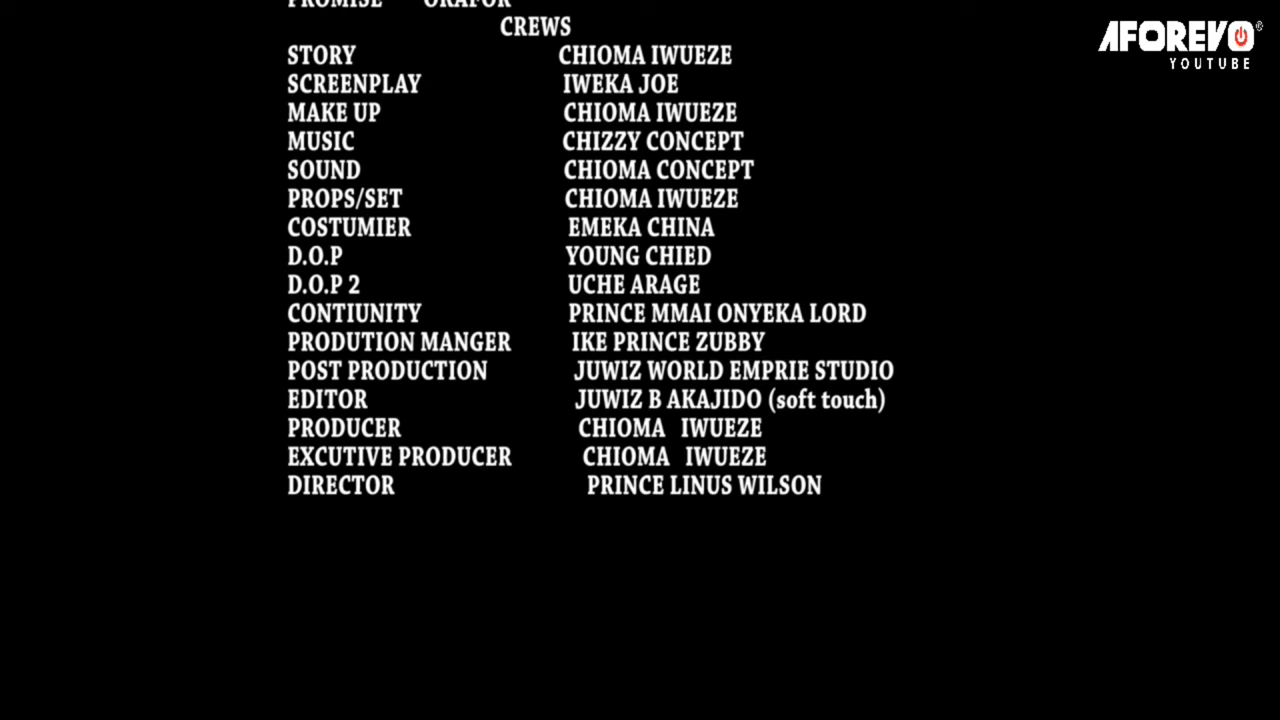 PROMISE ORAFOR
CREWS
STORY CHIOMA IWUEZE
SCREENPLAY IWEKA JOE
MAKE UP CHIOMA IWUEZE
MUSIC CHIZZY CONCEPT
SOUND CHIOMA CONCEPT
PROPS/SET CHIOMA IWUEZE
COSTUMIER EMEKA CHINA
D.O.P YOUNG CHIED
D.O.P 2 UCHE ARAGE
CONTIUNITY PRINCE MMAI ONYEKA LORD
PRODUTION MANGER IKE PRINCE ZUBBY
POST PRODUCTION JUWIZ WORLD EMPRIE STUDIO
EDITOR JUWIZ B AKAJIDO (soft touch)
PRODUCER CHIOMA IWUEZE
EXCUTIVE PRODUCER CHIOMA IWUEZE
DIRECTOR PRINCE LINUS WILSON
AFOREVO®
YOUTUBE